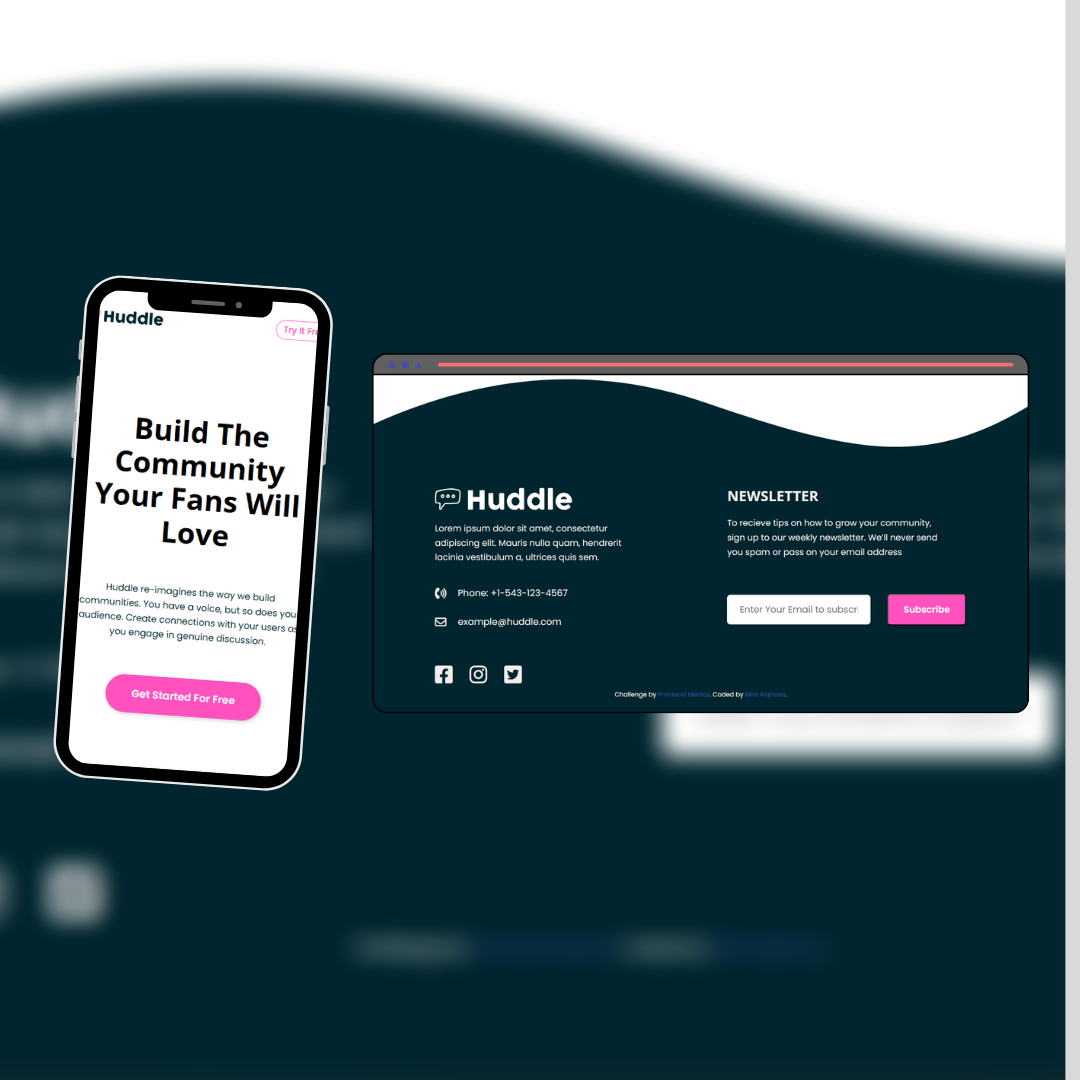 Huddle
Try It Fre
Build The
Community
Your Fans Will
Love
Huddle re-imagines the way we build
communities. You have a voice, but so does you
audience. Create connections with your users as
you engage in genuine discussion.
Get Started For Free
Huddle
Lorem ipsum dolor sit amet, consectetur
adipiscing elit. Mauris nulla quam, hendrerit
lacinia vestibulum a, ultrices quis sem.
Phone: +1-543-123-4567
example@huddle.com
NEWSLETTER
To recieve tips on how to grow your community,
sign up to our weekly newsletter. We'll never send
you spam or pass on your email address
Enter Your Email to subscri
Subscribe
Challenge by Frontend Mentor. Coded by Bilal